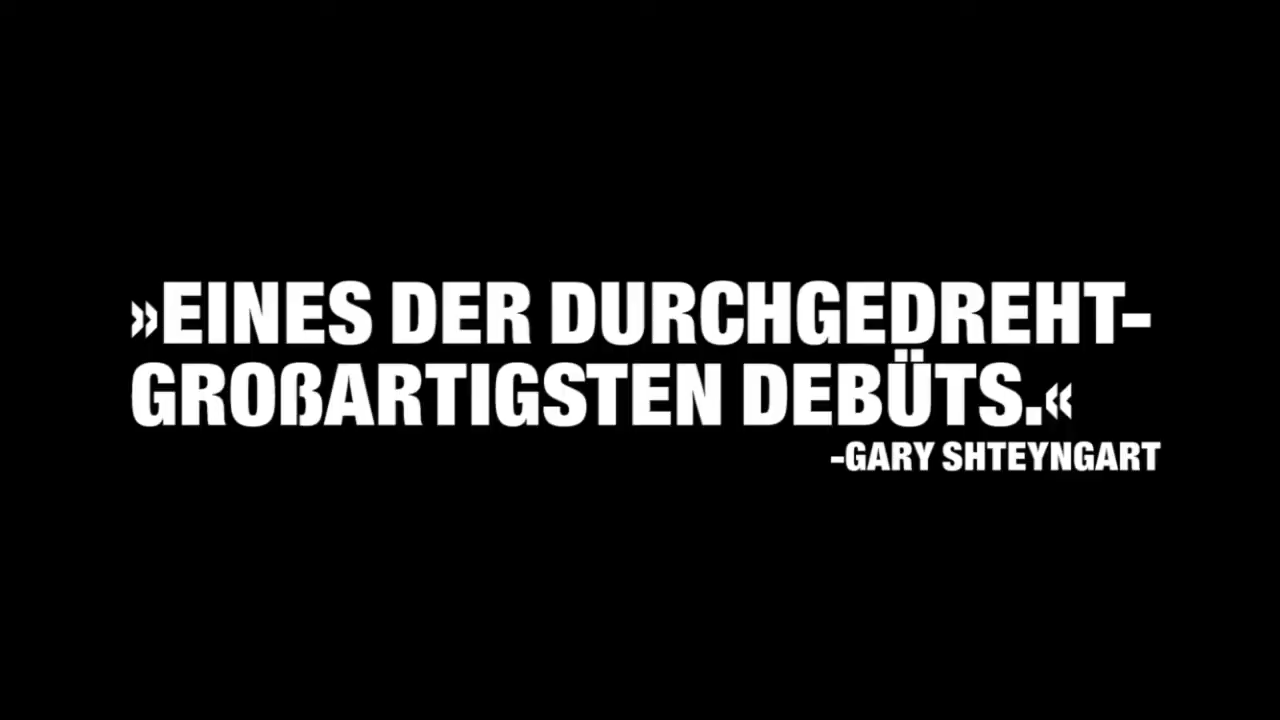 »EINES DER DURCHGEDREHT-
GROßARTIGSTEN DEBÜTS.«
-GARY SHTEYNGART